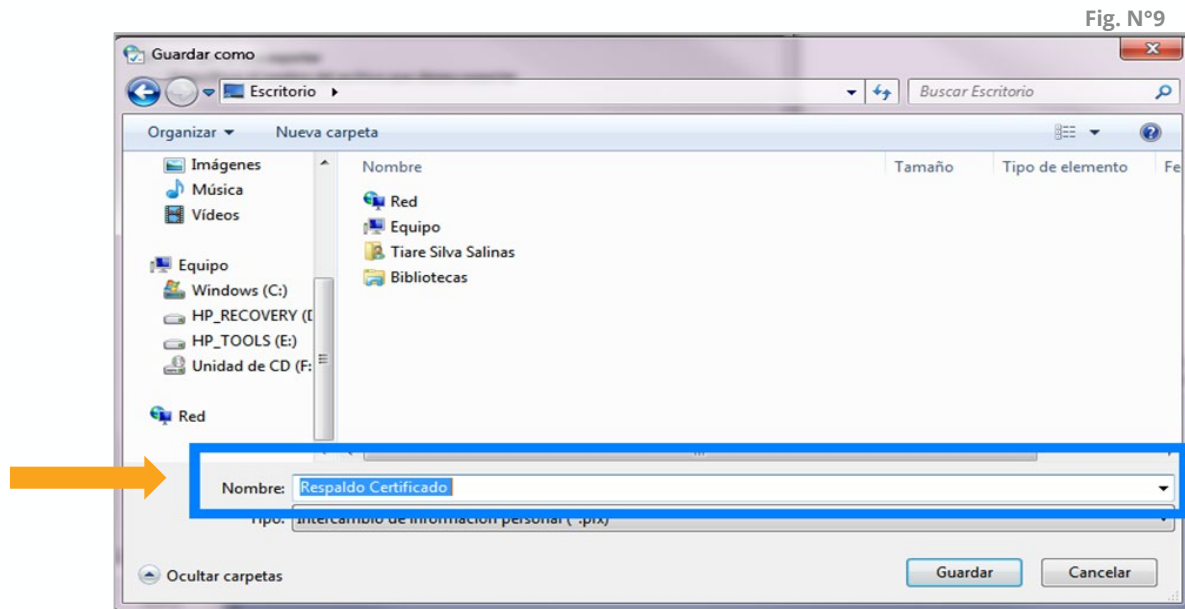 Fig. N°9
Guardar como
Escritorio
Buscar Escritorio
Organizar Nueva carpeta
Imágenes
Música
Vídeos
Equipo
Windows (C:)
HP_RECOVERY (D
HP_TOOLS (E:)
Unidad de CD (F:
Red
Nombre Tamaño Tipo de elemento Fe
Red
Equipo
Tiare Silva Salinas
Bibliotecas
Nombre: Respaldo Certificado
Tipo: Intercambio de información personal (*.pfx)
Ocultar carpetas Guardar Cancelar